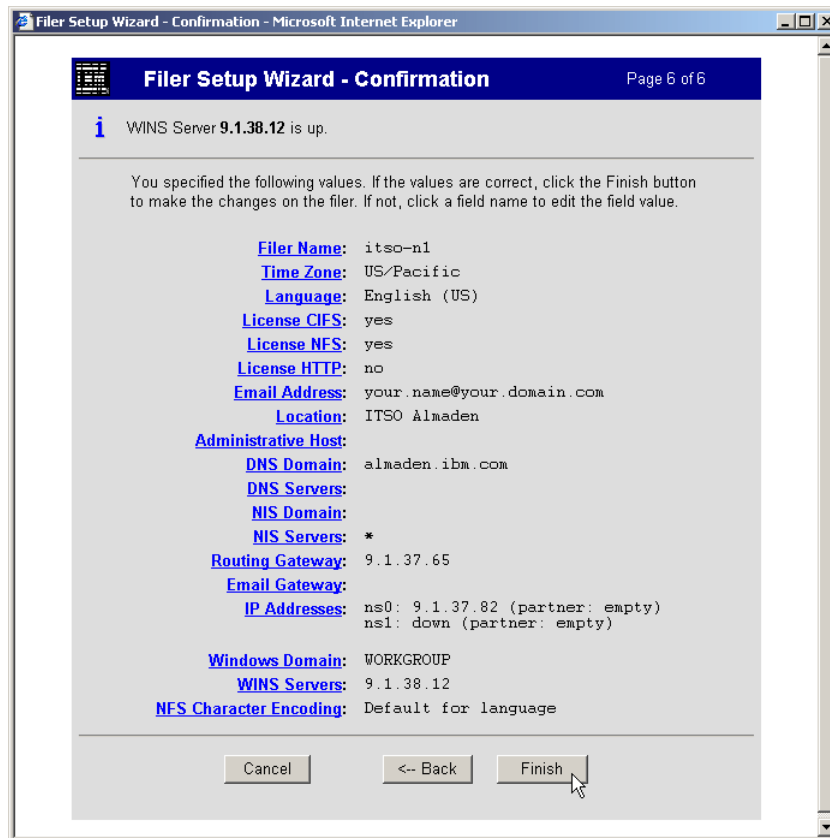 Filer Setup Wizard - Confirmation - Microsoft Internet Explorer
IBM Filer Setup Wizard - Confirmation Page 6 of 6
i WINS Server 9.1.38.12 is up.
You specified the following values. If the values are correct, click the Finish button
to make the changes on the filer. If not, click a field name to edit the field value.
Filer Name: itso-n1
Time Zone: US/Pacific
Language: English (US)
License CIFS: yes
License NFS: yes
License HTTP: no
Email Address: your.name@your.domain.com
Location: ITSO Almaden
Administrative Host:
DNS Domain: almaden.ibm.com
DNS Servers:
NIS Domain:
NIS Servers: *
Routing Gateway: 9.1.37.65
Email Gateway:
IP Addresses: ns0: 9.1.37.82 (partner: empty)
ns1: down (partner: empty)
Windows Domain: WORKGROUP
WINS Servers: 9.1.38.12
NFS Character Encoding: Default for language
Cancel <-- Back Finish